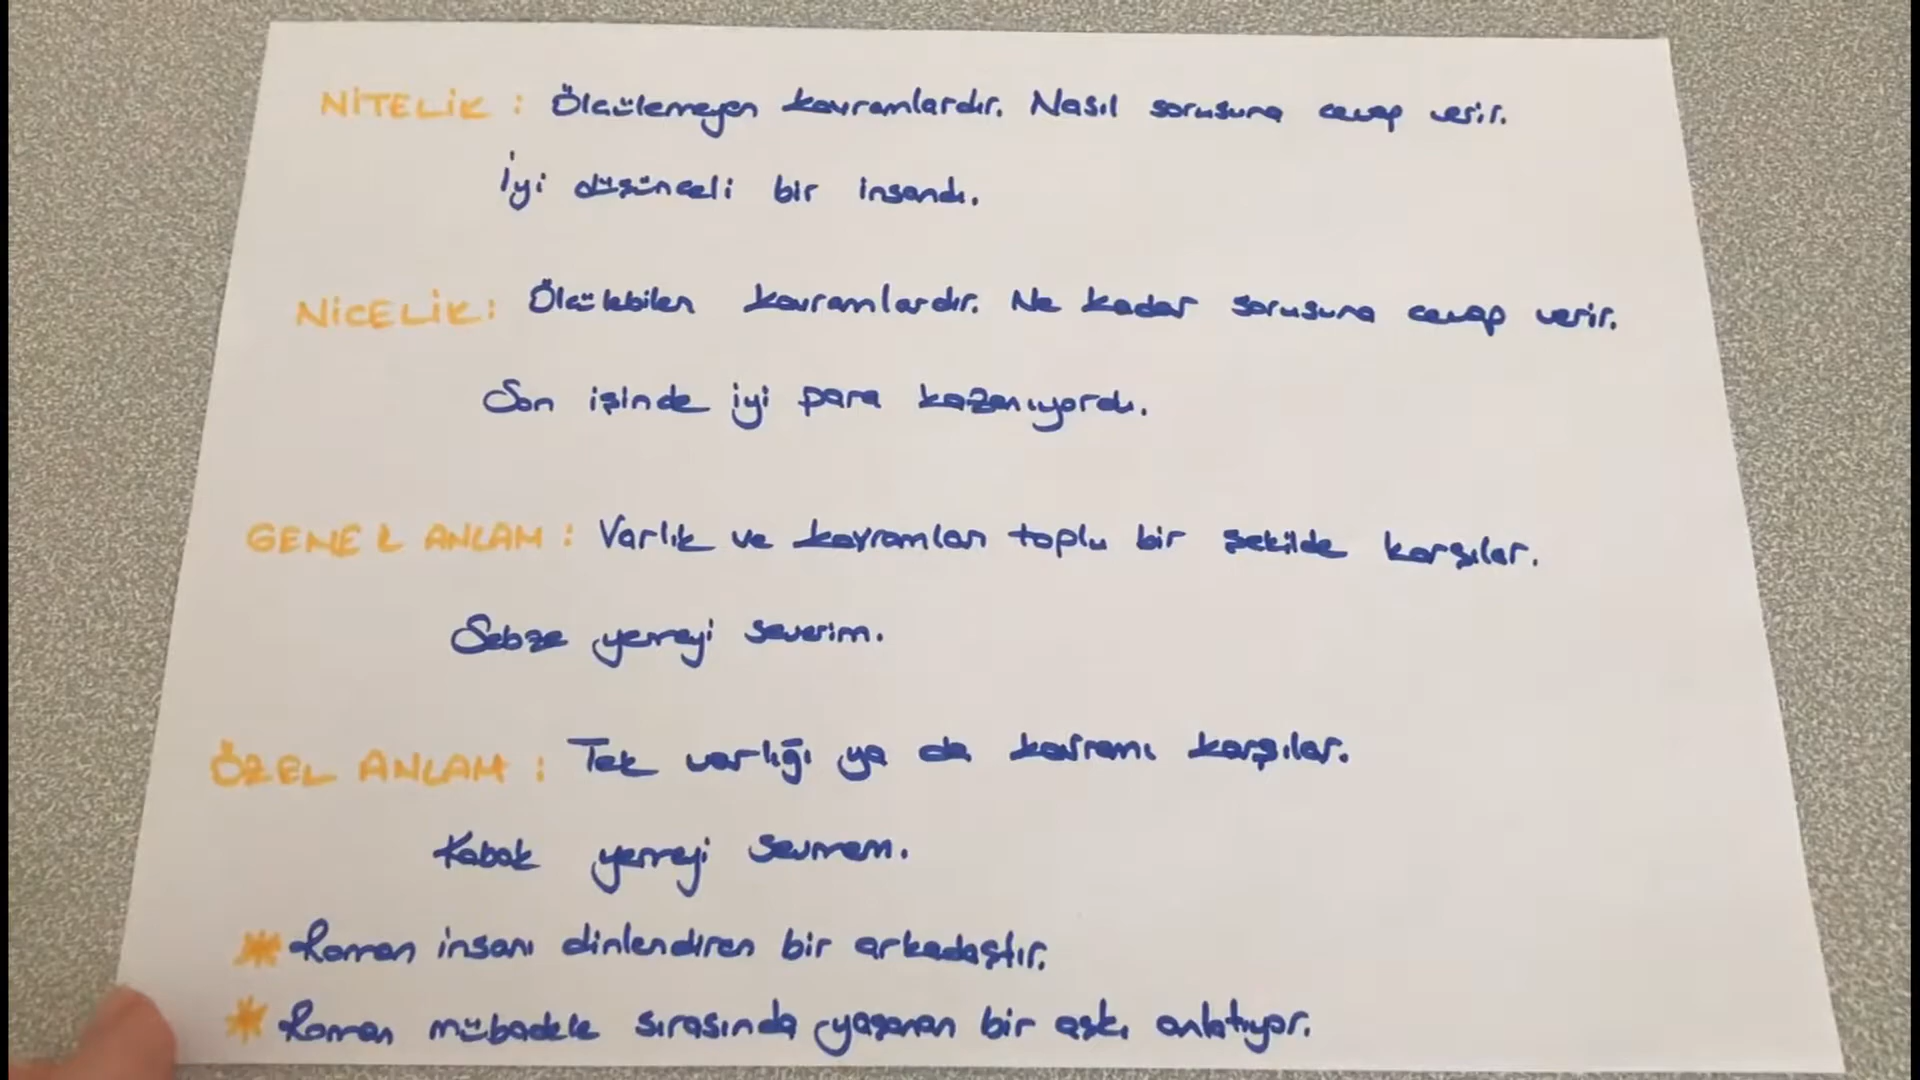 NİTELİK : Ölçülemeyen kavramlardır. Nasıl sorusuna cevap verir.
İyi düşünceli bir insandı.
NİCELİK : Ölçülebilen kavramlardır. Ne kadar sorusuna cevap verir.
Son işinde iyi para kazanıyordu.
GENEL ANLAM : Varlık ve kavramları toplu bir şekilde karşılar.
Sebze yemeyi severim.
ÖZEL ANLAM : Tek varlığı ya da kavramı karşılar.
Kabak yemeyi sevmem.
Roman insanı dinlendiren bir arkadaştır.
Roman mübadele sırasında yaşanan bir aşkı anlatıyor.